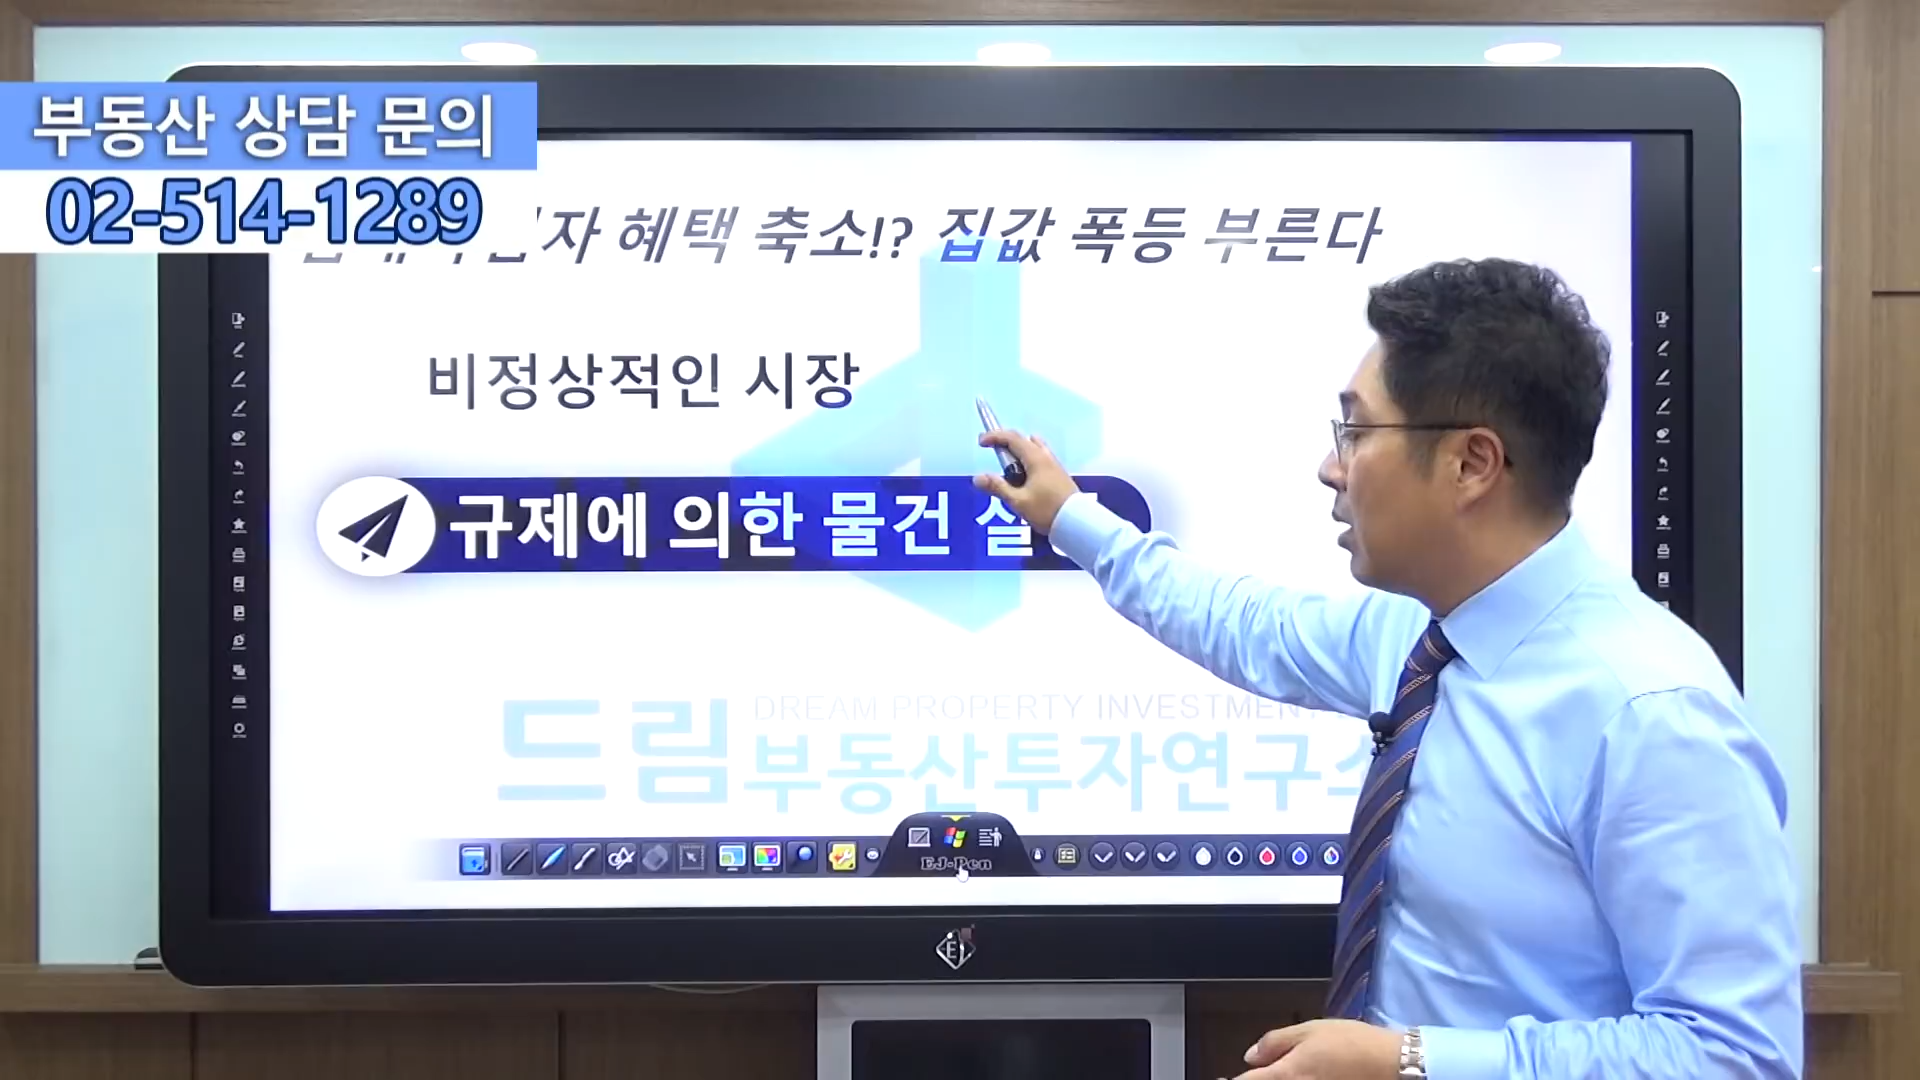 부동산 상담 문의
02-514-1289
혜택 축소!? 집값 폭등 부른다
비정상적인 시장
규제에 의한 물건
드림
DREAM PROPERTY INVESTMENT
부동산투자연구소
EJ-Pen